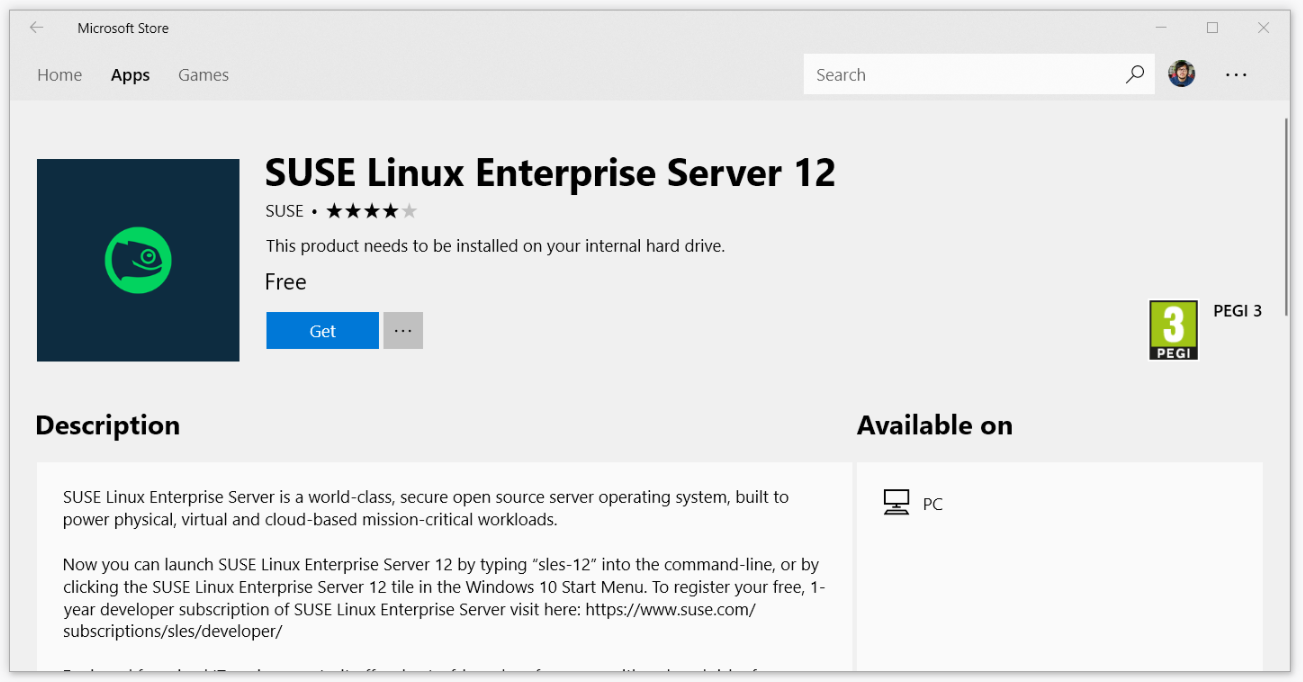 Microsoft Store
Home Apps Games
Search
SUSE Linux Enterprise Server 12
SUSE •
This product needs to be installed on your internal hard drive.
Free
Get ...
3
PEGI
PEGI 3
Description
Available on
SUSE Linux Enterprise Server is a world-class, secure open source server operating system, built to
power physical, virtual and cloud-based mission-critical workloads.
Now you can launch SUSE Linux Enterprise Server 12 by typing “sles-12” into the command-line, or by
clicking the SUSE Linux Enterprise Server 12 tile in the Windows 10 Start Menu. To register your free, 1-
year developer subscription of SUSE Linux Enterprise Server visit here: https://www.suse.com/
subscriptions/sles/developer/
PC